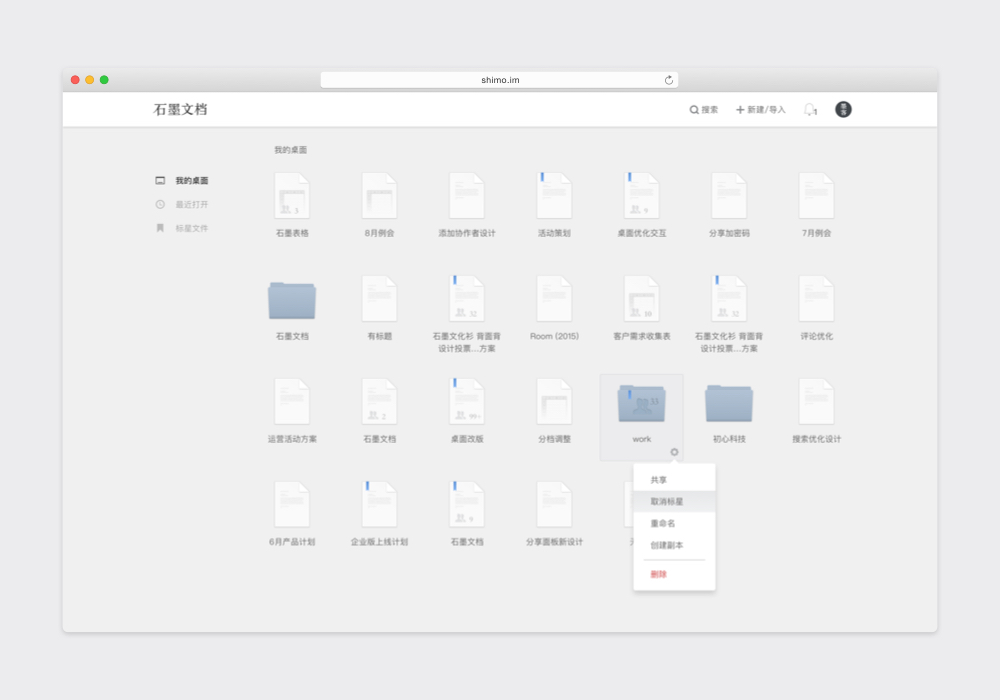 shimo.im
石墨文档
搜索
新建/导入
1
我的桌面
最近打开
标星文件
我的桌面
3
9
石墨表格
8月例会
添加协作者设计
活动策划
桌面优化交互
分享加密码
7月例会
32
10
32
石墨文档
有标题
石墨文化衫 背面背
设计投票...方案
Room (2015)
客户需求收集表
石墨文化衫 背面背
设计投票...方案
评论优化
2
99+
33
运营活动方案
石墨文档
桌面改版
分档调整
work
初心科技
搜索优化设计
9
6月产品计划
企业版上线计划
石墨文档
分享面板新设计
共享
取消标星
重命名
创建副本
删除